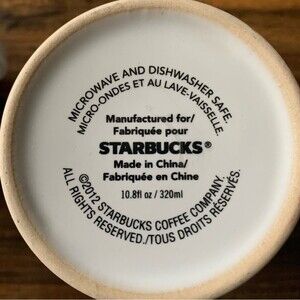 MICROWAVE AND DISHWASHER SAFE.
MICRO-ONDES ET AU LAVE-VAISSELLE.
Manufactured for/
Fabriquée pour
STARBUCKS®
Made in China/
Fabriquée en Chine
10.8fl oz / 320ml
©2012 STARBUCKS COFFEE COMPANY.
ALL RIGHTS RESERVED./TOUS DROITS RÉSERVÉS.